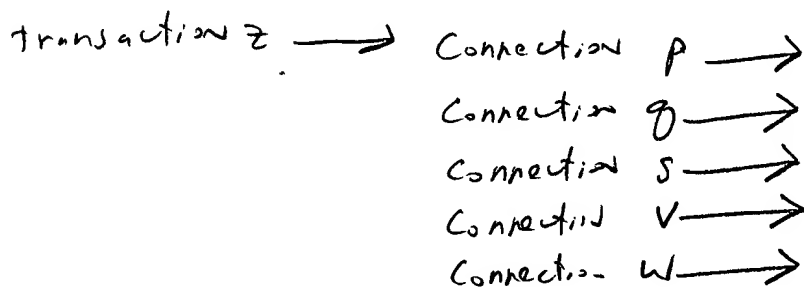 transaction z → Connection p →
Connection q →
Connection s →
Connection v →
Connection w →